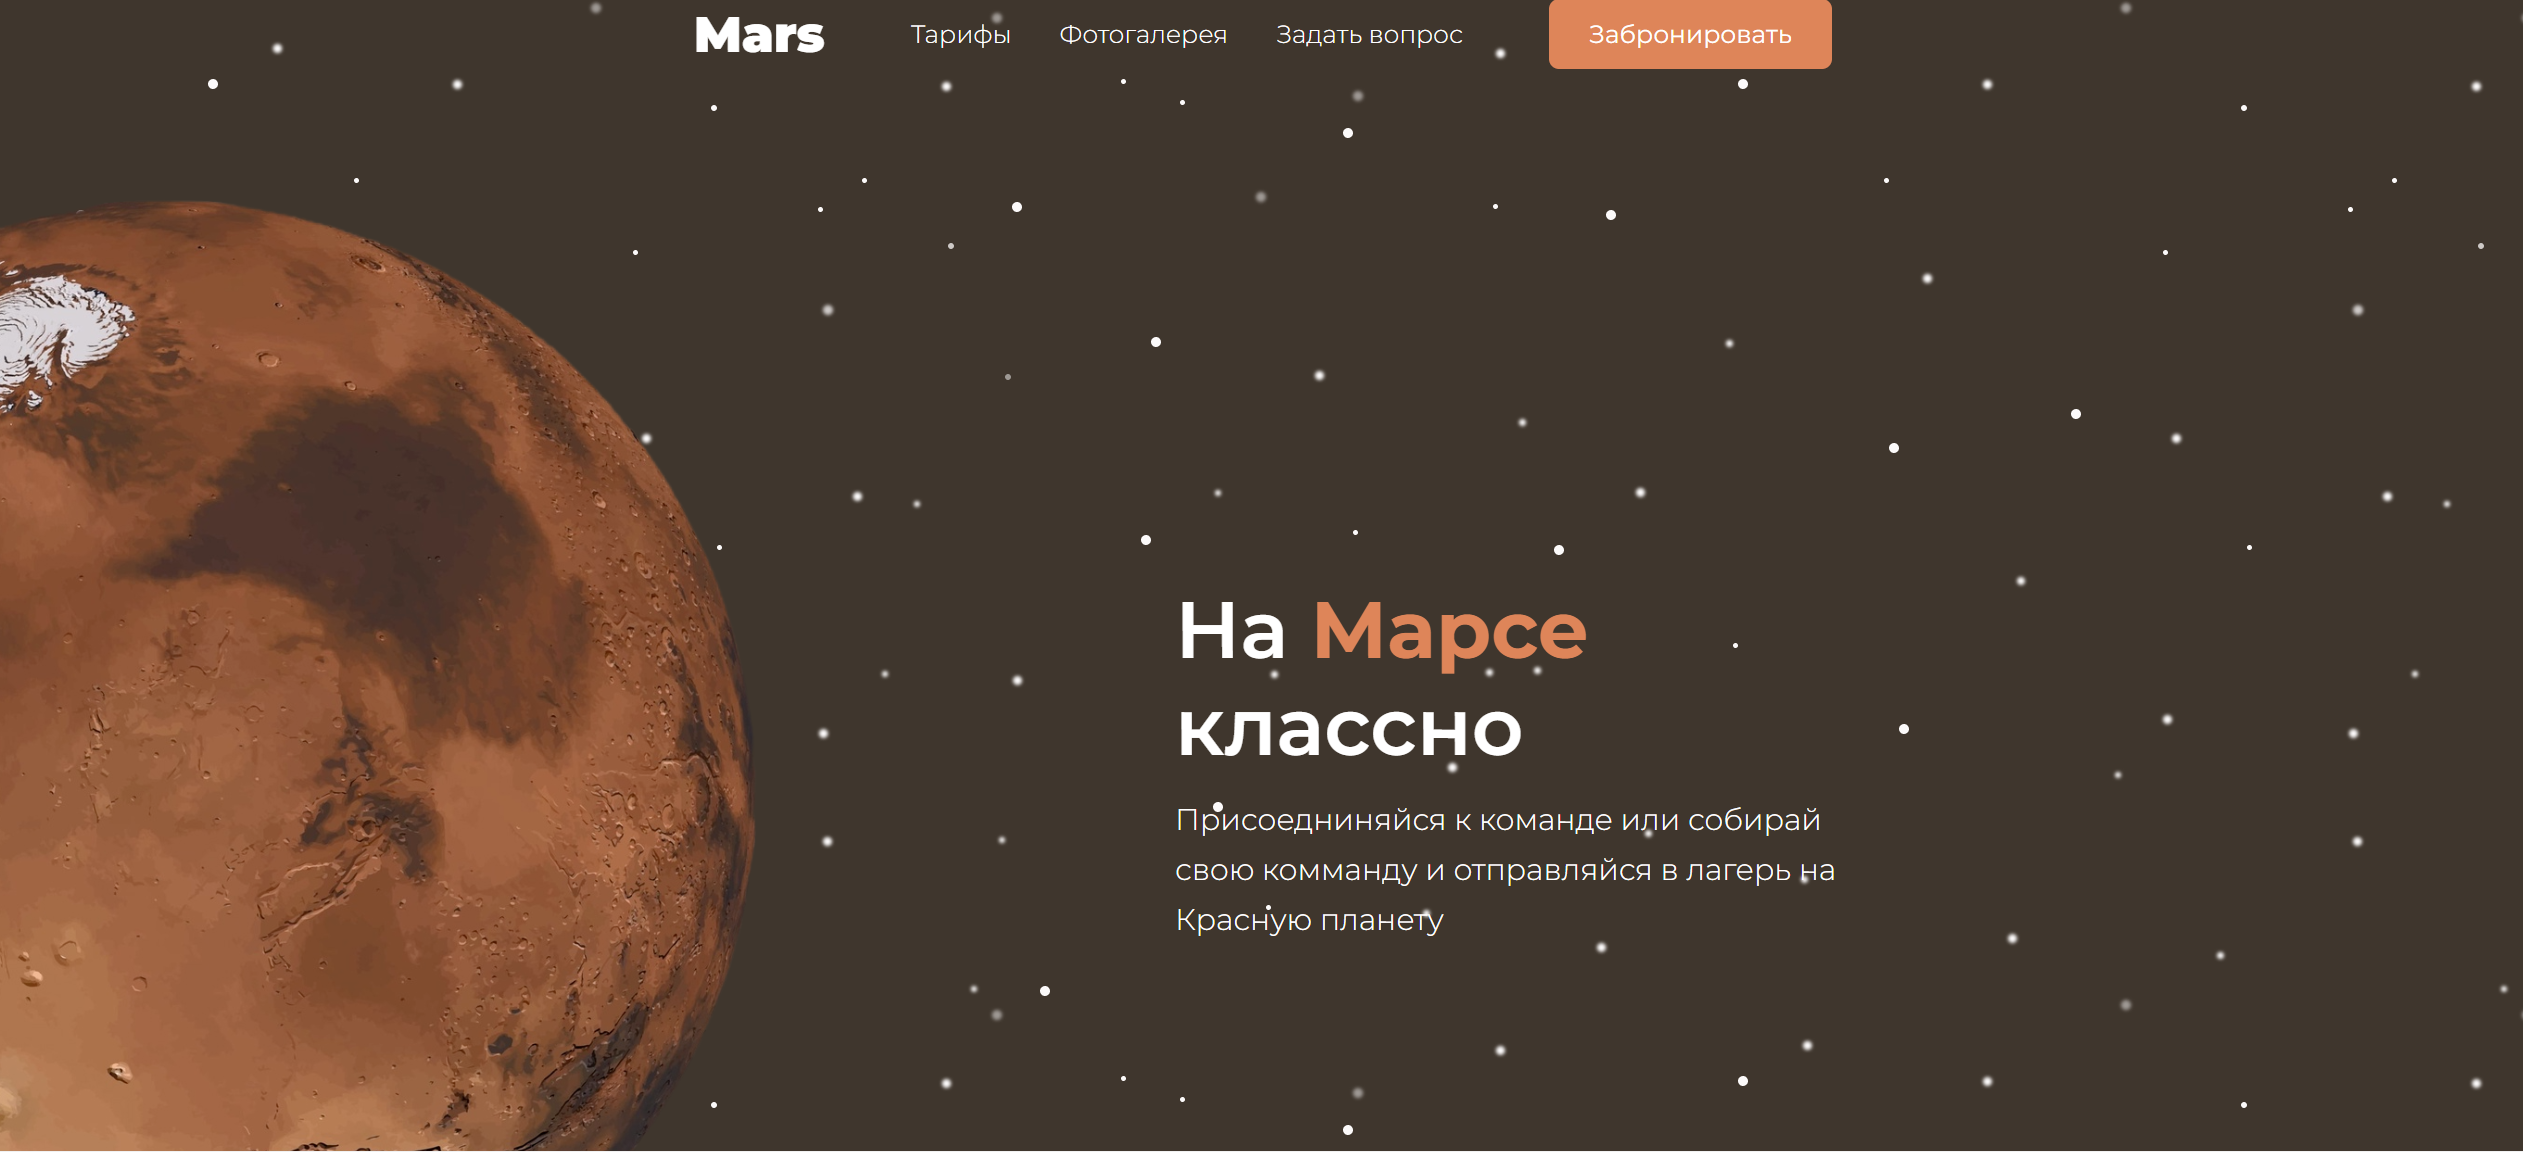 Mars Тарифы Фотогалерея Задать вопрос Забронировать
На Марсе
классно
Присоедниняйся к команде или собирай
свою комманду и отправляйся в лагерь на
Красную планету